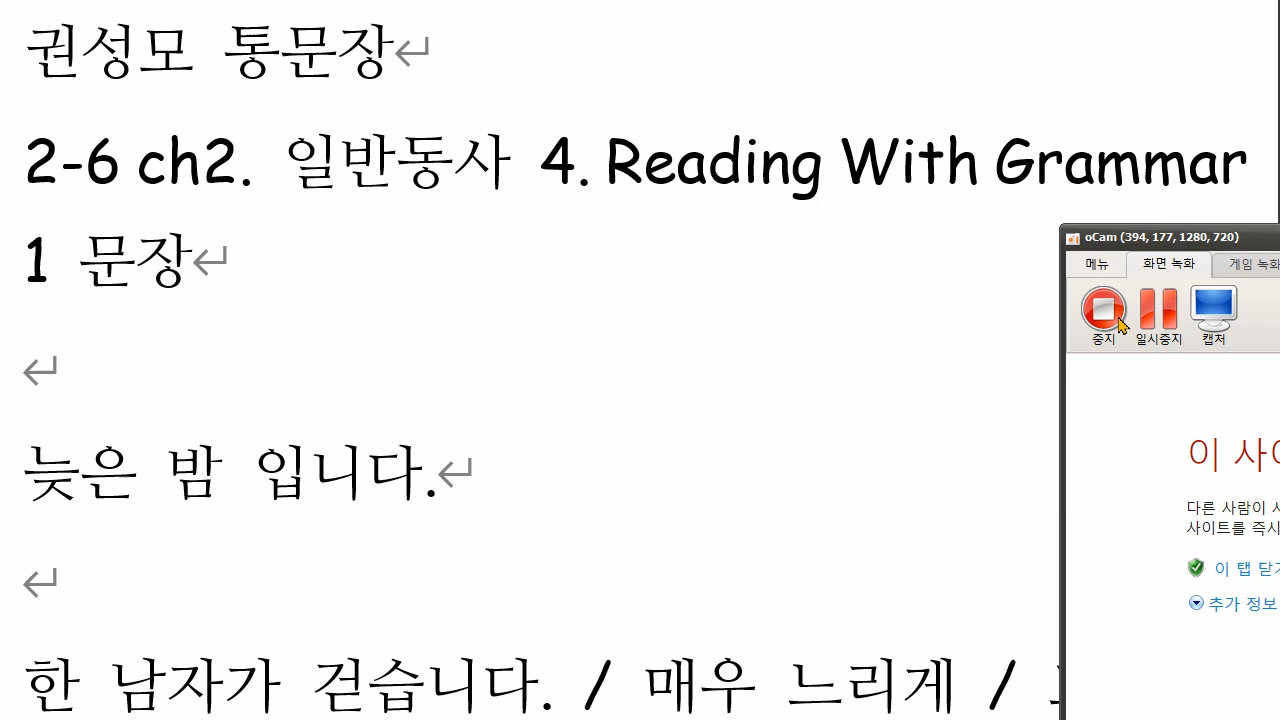 권성모 통문장↵
2-6 ch2. 일반동사 4. Reading With Grammar
1 문장↵
↵
늦은 밤 입니다.↵
↵
한 남자가 걷습니다. / 매우 느리게 /
oCam (394, 177, 1280, 720)
메뉴 화면 녹화 게임 녹화
중지 일시중지 캡처
이
다른 사람이
사이트를 즉시
이 탭 닫기
추가 정보